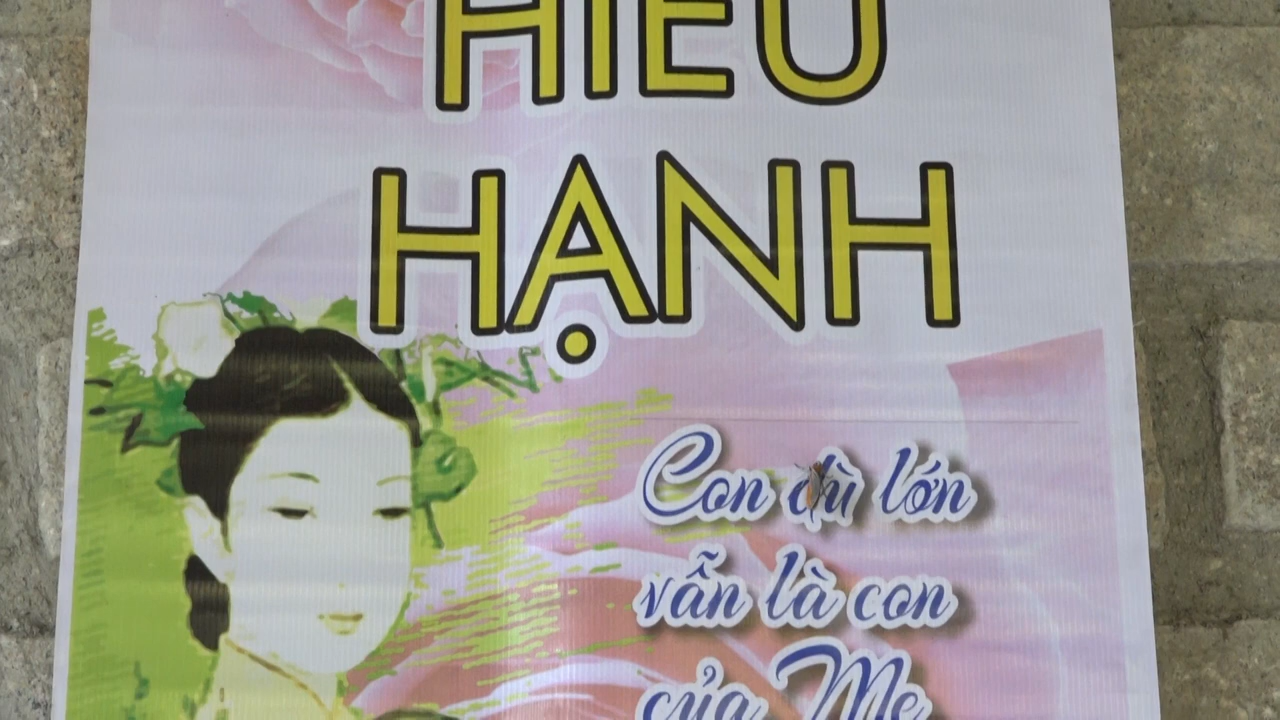 HIẾU
HẠNH
Con dù lớn
vẫn là con
của Mẹ